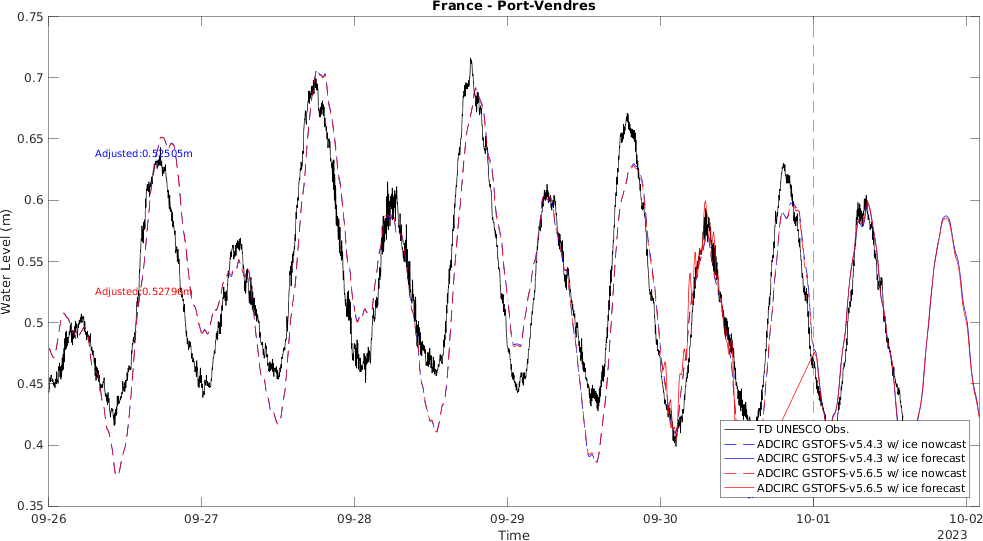 France - Port-Vendres
0.75
0.7
0.65
0.6
0.55
0.5
0.45
0.4
0.35
Water Level (m)
Adjusted:0.52505m
Adjusted:0.52796m
TD UNESCO Obs.
ADCIRC GSTOFS-v5.4.3 w/ ice nowcast
ADCIRC GSTOFS-v5.4.3 w/ ice forecast
ADCIRC GSTOFS-v5.6.5 w/ ice nowcast
ADCIRC GSTOFS-v5.6.5 w/ ice forecast
09-26 09-27 09-28 09-29 09-30 10-01 10-02
Time
2023